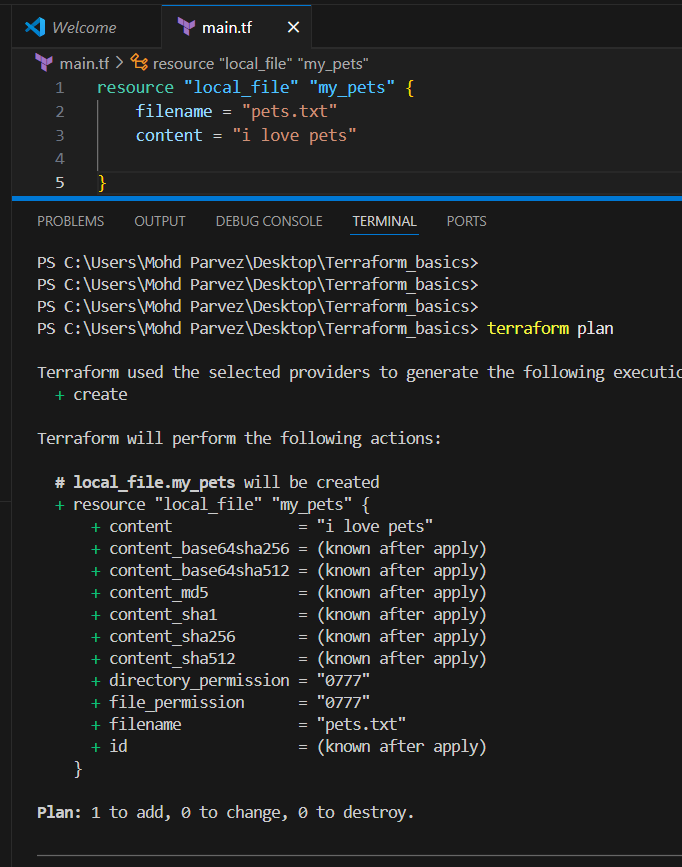 Welcome
main.tf
main.tf > resource "local_file" "my_pets"
1 resource "local_file" "my_pets" {
2     filename = "pets.txt"
3     content = "i love pets"
4
5 }
PROBLEMS OUTPUT DEBUG CONSOLE TERMINAL PORTS
PS C:\Users\Mohd Parvez\Desktop\Terraform_basics>
PS C:\Users\Mohd Parvez\Desktop\Terraform_basics>
PS C:\Users\Mohd Parvez\Desktop\Terraform_basics>
PS C:\Users\Mohd Parvez\Desktop\Terraform_basics> terraform plan
Terraform used the selected providers to generate the following
  + create
Terraform will perform the following actions:
  # local_file.my_pets will be created
  + resource "local_file" "my_pets" {
      + content              = "i love pets"
      + content_base64sha256 = (known after apply)
      + content_base64sha512 = (known after apply)
      + content_md5          = (known after apply)
      + content_sha1         = (known after apply)
      + content_sha256       = (known after apply)
      + content_sha512       = (known after apply)
      + directory_permission = "0777"
      + file_permission      = "0777"
      + filename             = "pets.txt"
      + id                   = (known after apply)
    }
Plan: 1 to add, 0 to change, 0 to destroy.